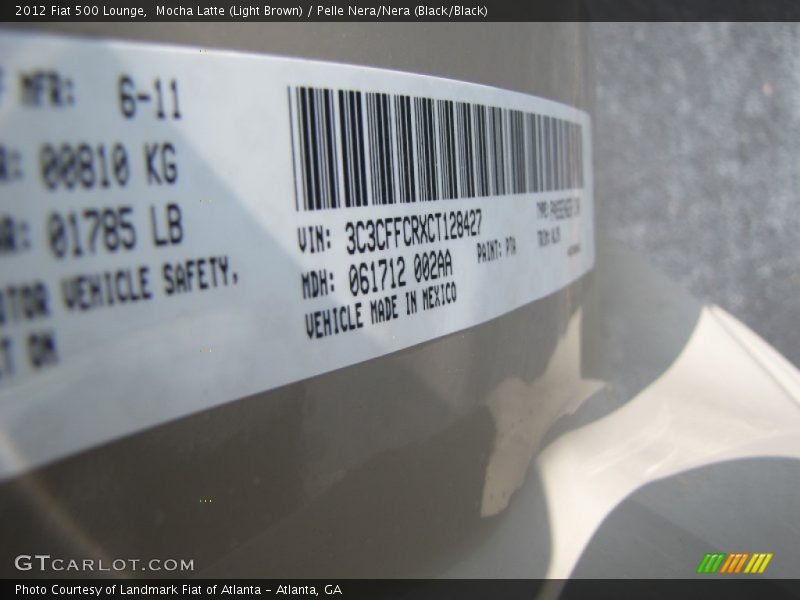 2012 Fiat 500 Lounge, Mocha Latte (Light Brown) / Pelle Nera/Nera (Black/Black)
MFR: 6-11
00810 KG
01785 LB
VEHICLE SAFETY.
VIN: 3C3CFFCRXCT128427
MDH: 061712 002AA
PAINT: PTA
VEHICLE MADE IN MEXICO
GTCARLOT.COM
Photo Courtesy of Landmark Fiat of Atlanta - Atlanta, GA